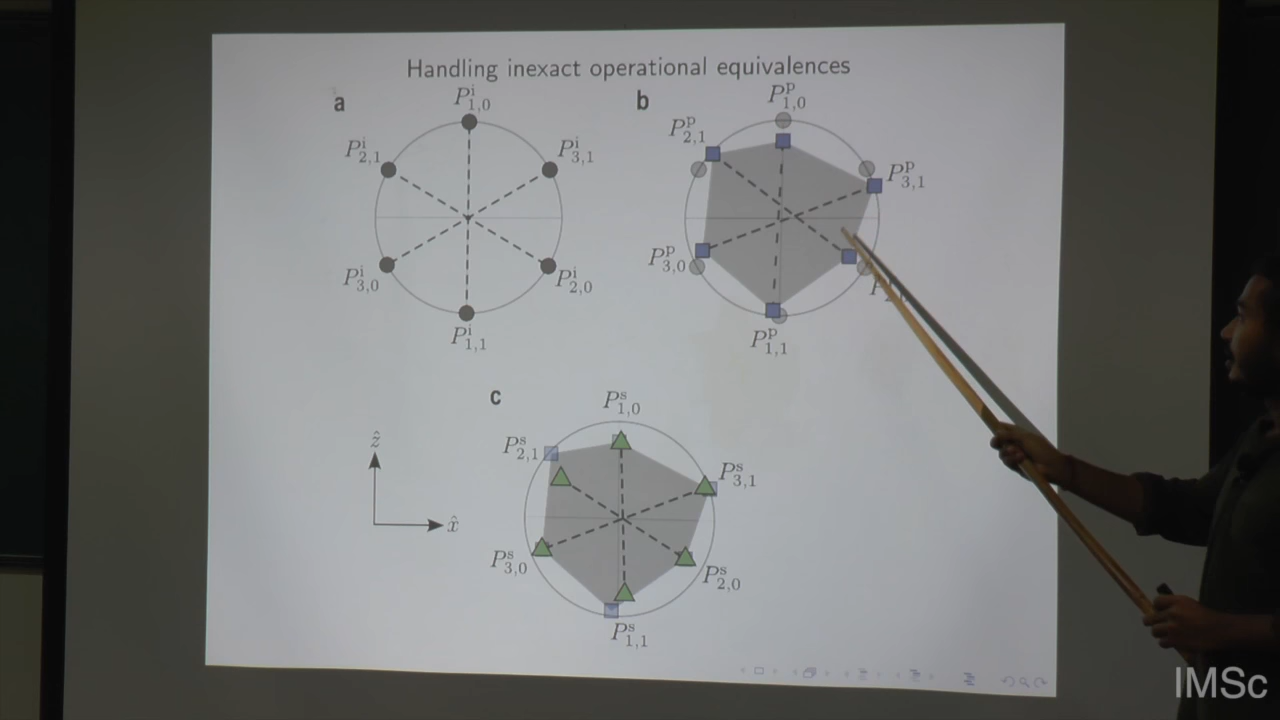 Handling inexact operational equivalences
a
P^i_{1,0}
P^i_{2,1}
P^i_{3,1}
P^i_{3,0}
P^i_{2,0}
P^i_{1,1}
b
P^p_{1,0}
P^p_{2,1}
P^p_{3,1}
P^p_{3,0}
P^p_{1,1}
c
P^s_{1,0}
P^s_{2,1}
P^s_{3,1}
P^s_{3,0}
P^s_{2,0}
P^s_{1,1}
ẑ
x̂
IMSc